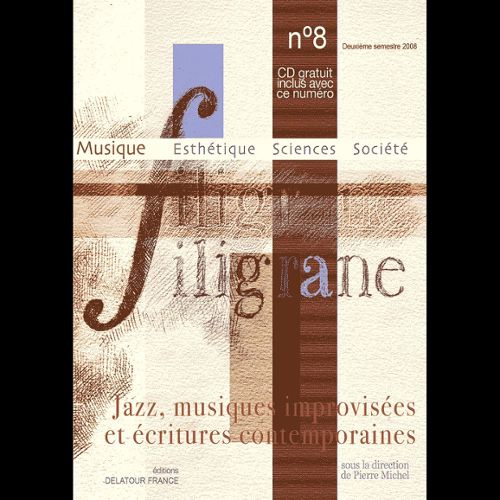 nº8
Deuxième semestre 2008
CD gratuit
inclus avec
ce numéro
Musique Esthétique Sciences Société
filigrane
Jazz, musiques improvisées
et écritures contemporaines
sous la direction
de Pierre Michel
éditions
DELATOUR FRANCE